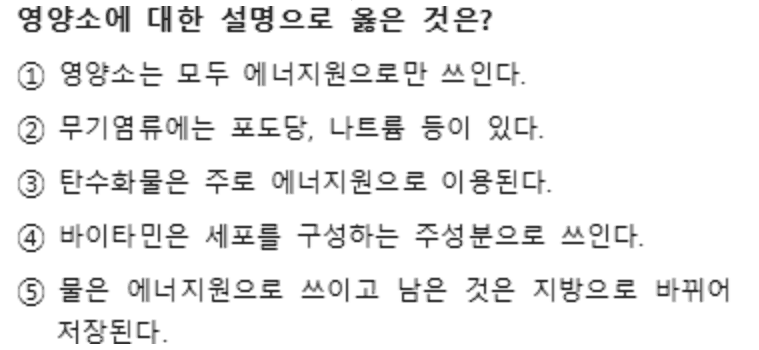 영양소에 대한 설명으로 옳은 것은?
① 영양소는 모두 에너지원으로만 쓰인다.
② 무기염류에는 포도당, 나트륨 등이 있다.
③ 탄수화물은 주로 에너지원으로 이용된다.
④ 바이타민은 세포를 구성하는 주성분으로 쓰인다.
⑤ 물은 에너지원으로 쓰이고 남은 것은 지방으로 바뀌어
저장된다.